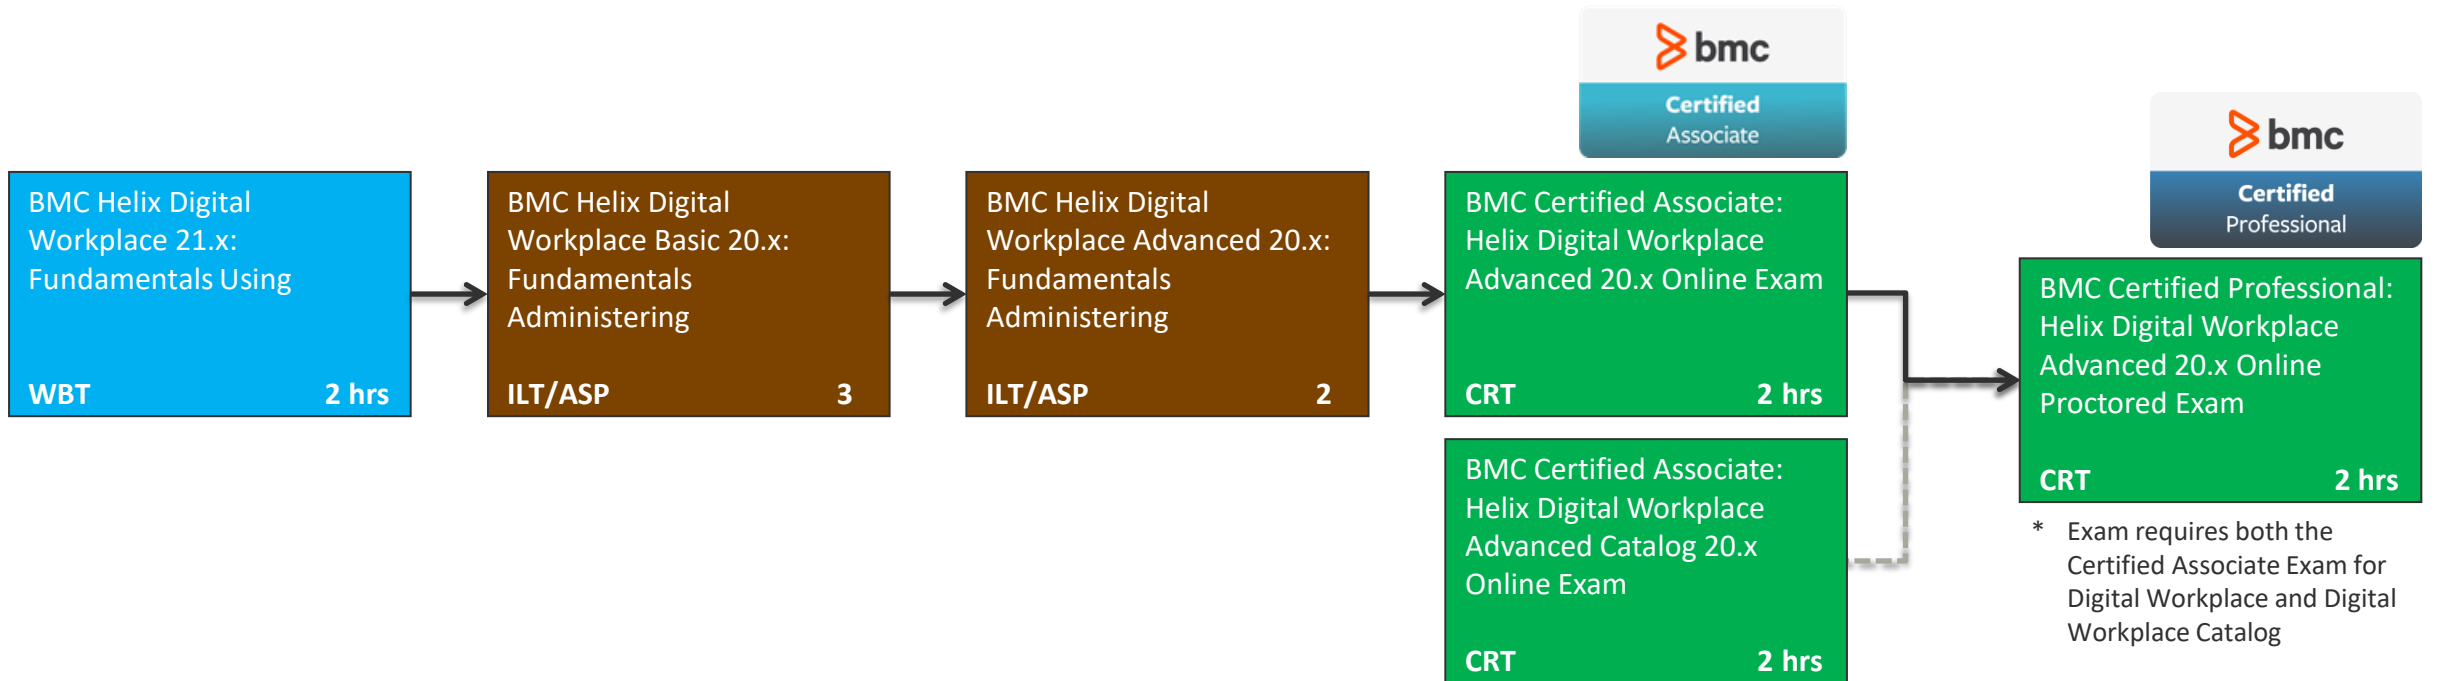 bmc
Certified
Associate
bmc
Certified
Professional
BMC Helix Digital
Workplace 21.x:
Fundamentals Using
WBT 2 hrs
BMC Helix Digital
Workplace Basic 20.x:
Fundamentals
Administering
ILT/ASP 3
BMC Helix Digital
Workplace Advanced 20.x:
Fundamentals
Administering
ILT/ASP 2
BMC Certified Associate:
Helix Digital Workplace
Advanced 20.x Online Exam
CRT 2 hrs
BMC Certified Associate:
Helix Digital Workplace
Advanced Catalog 20.x
Online Exam
CRT 2 hrs
BMC Certified Professional:
Helix Digital Workplace
Advanced 20.x Online
Proctored Exam
CRT 2 hrs
* Exam requires both the
Certified Associate Exam for
Digital Workplace and Digital
Workplace Catalog